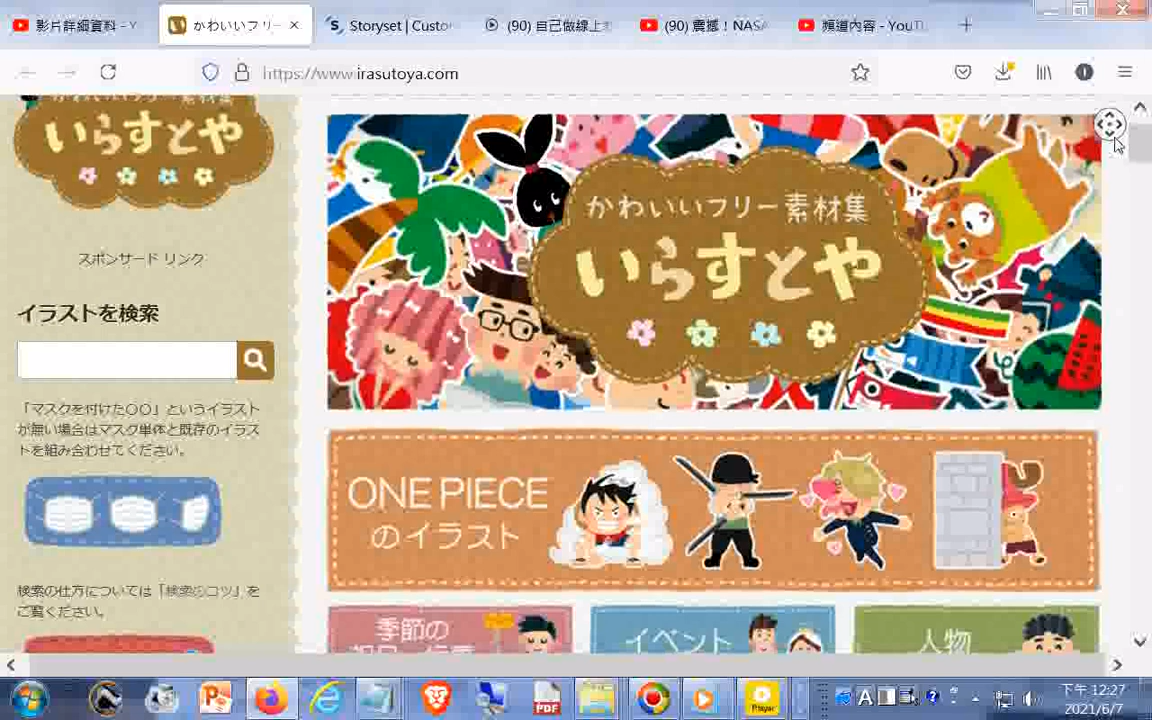 影片詳細資料 - Y
かわいいフリー
Storyset | Custo
(90) 自己做線上
(90) 震撼！NAS
頻道內容 - YouTu
https://www.irasutoya.com
いらすとや
スポンサード リンク
イラストを検索
「マスクを付けた〇〇」というイラスト
が無い場合はマスク単体と既存のイラス
トを組み合わせてください。
検索の仕方については「検索のコツ」を
ご覧ください。
かわいいフリー素材集
いらすとや
ONE PIECE
のイラスト
季節の
イベント
人物
PDF
Player
A
下午 12:27
2021/6/7